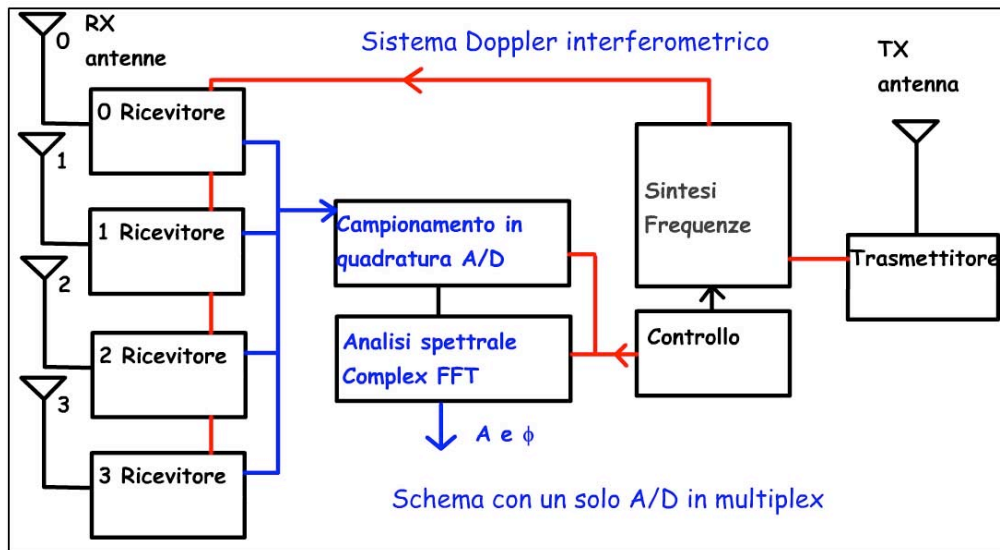 RX
antenne
0
Sistema Doppler interferometrico
TX
antenna
0 Ricevitore
1
1 Ricevitore
2
2 Ricevitore
3
3 Ricevitore
Campionamento in
quadratura A/D
Analisi spettrale
Complex FFT
A e ϕ
Sintesi
Frequenze
Controllo
Trasmettitore
Schema con un solo A/D in multiplex